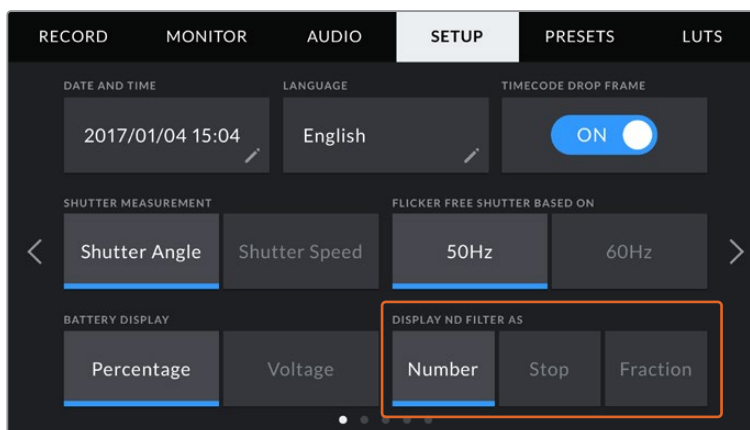 RECORD MONITOR AUDIO SETUP PRESETS LUTS
DATE AND TIME LANGUAGE TIMECODE DROP FRAME
2017/01/04 15:04 English ON
SHUTTER MEASUREMENT FLICKER FREE SHUTTER BASED ON
Shutter Angle Shutter Speed 50Hz 60Hz
BATTERY DISPLAY DISPLAY ND FILTER AS
Percentage Voltage Number Stop Fraction